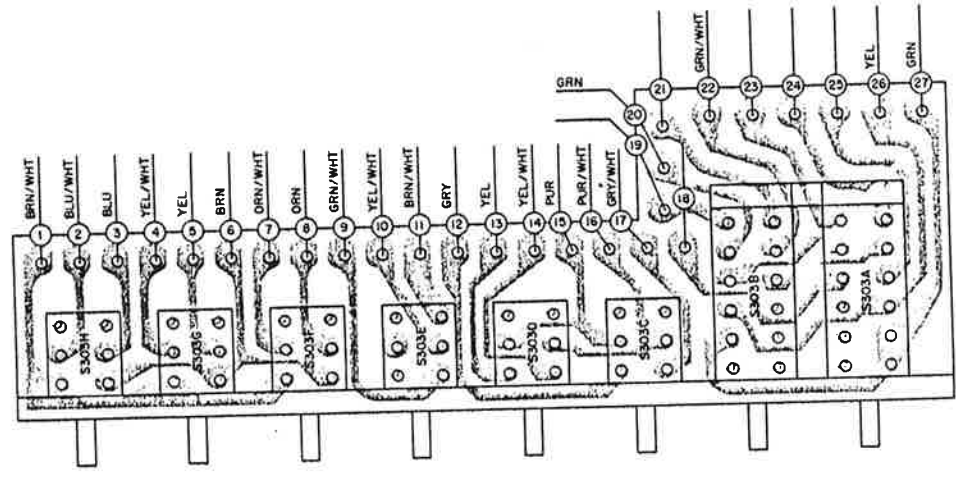 GRN/WHT
YEL
GRN
GRN
21
22
23
24
25
26
27
20
19
18
BRN/WHT
BLU/WHT
BLU
YEL/WHT
YEL
BRN
ORN/WHT
ORN
GRN/WHT
YEL/WHT
BRN/WHT
GRY
YEL
YEL/WHT
PUR
PUR/WHT
GRY/WHT
1
2
3
4
5
6
7
8
9
10
11
12
13
14
15
16
17
S303H
S303G
S303F
S303E
S303D
S303C
S303B
S303A